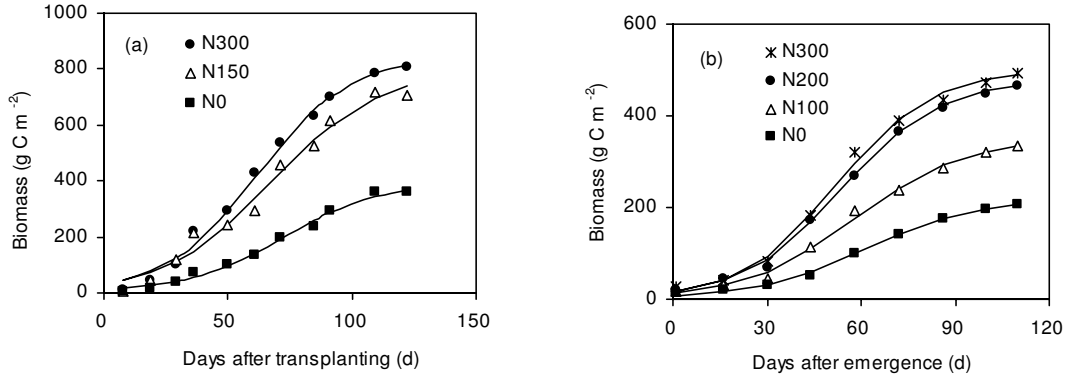 (a)
N300
N150
N0
1000
800
600
400
200
0
Biomass (g C m -2)
0 50 100 150
Days after transplanting (d)
(b)
N300
N200
N100
N0
600
400
200
0
Biomass (g C m -2)
0 30 60 90 120
Days after emergence (d)